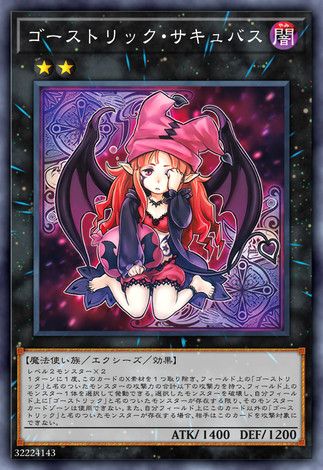 ゴーストリック・サキュバス
闇
【魔法使い族／エクシーズ／効果】
レベル２モンスター×２
１ターンに１度、このカードのＸ素材を１つ取り除き、フィールド上の「ゴーストリッ
ク」と名のついたモンスターの攻撃力の合計以下の攻撃力を持つ、フィールド上の
モンスター１体を選択して発動できる。選択したモンスターを破壊し、自分フィール
ド上に「ゴーストリック」と名のついたモンスターが存在する限り、そのモンスター
カードゾーンは使用できない。また、自分フィールド上にこのカード以外の「ゴース
トリック」と名のついたモンスターが存在する場合、相手はこのカードを攻撃対象に
できない。
ATK/ 1400 DEF/1200
32224143